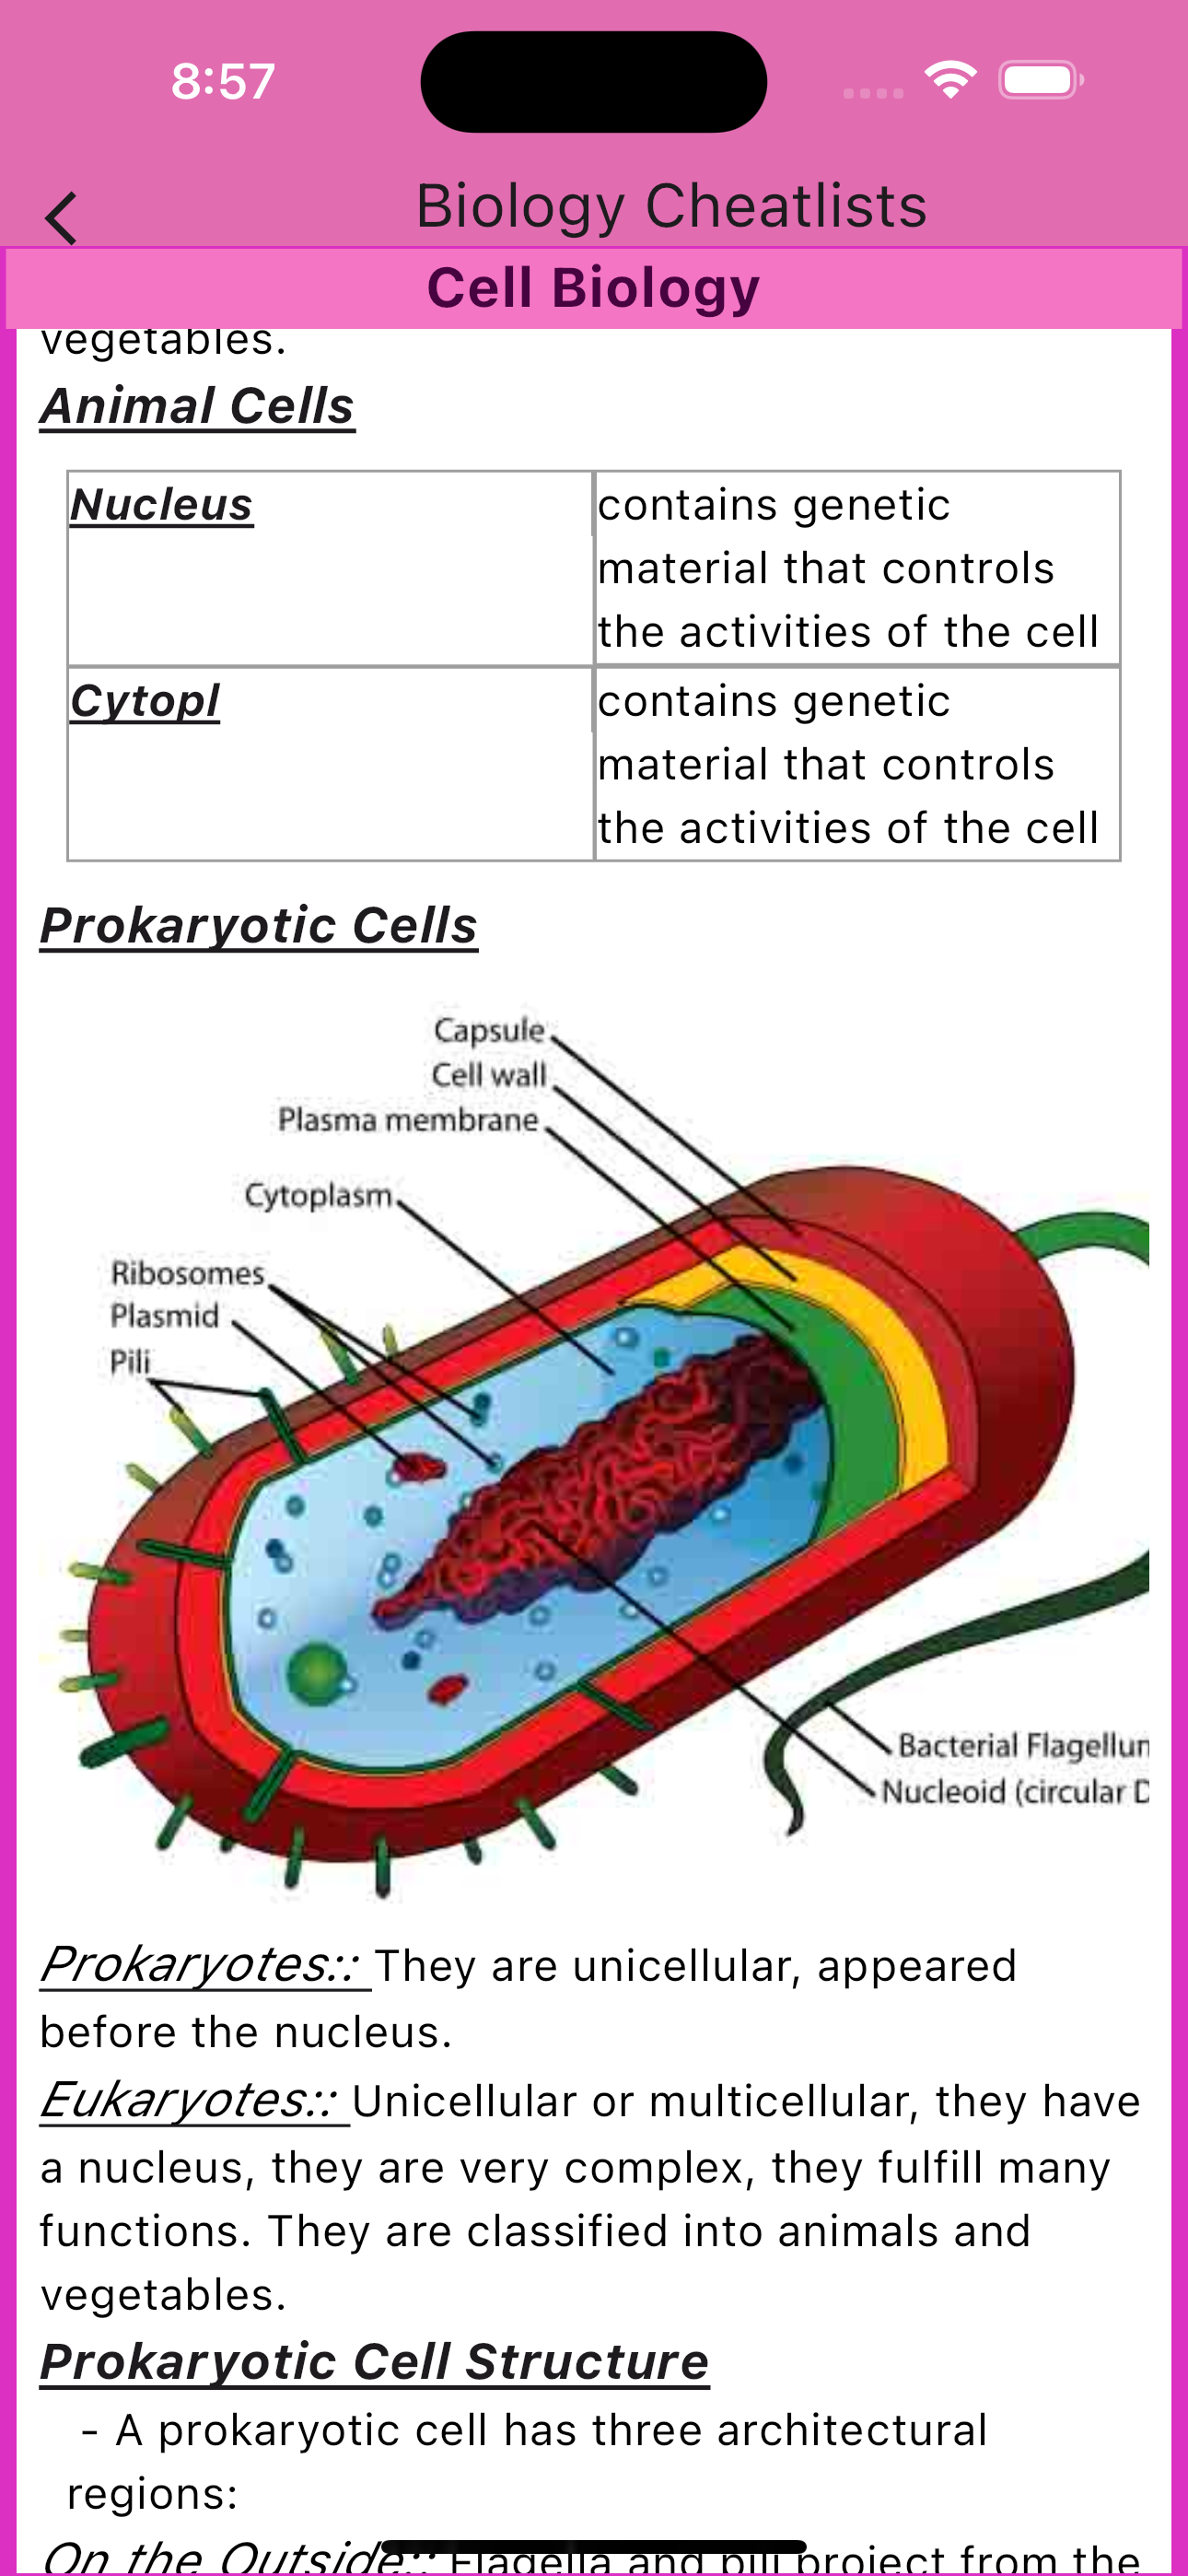 8:57
Biology Cheatlists
Cell Biology
vegetables.
Animal Cells
Nucleus
contains genetic
material that controls
the activities of the cell
Cytopl
contains genetic
material that controls
the activities of the cell
Prokaryotic Cells
Capsule
Cell wall
Plasma membrane
Cytoplasm
Ribosomes
Plasmid
Pili
Bacterial Flagellum
Nucleoid (circular D
Prokaryotes:: They are unicellular, appeared
before the nucleus.
Eukaryotes:: Unicellular or multicellular, they have
a nucleus, they are very complex, they fulfill many
functions. They are classified into animals and
vegetables.
Prokaryotic Cell Structure
- A prokaryotic cell has three architectural
regions:
On the Outside:: Flagella and pili project from the